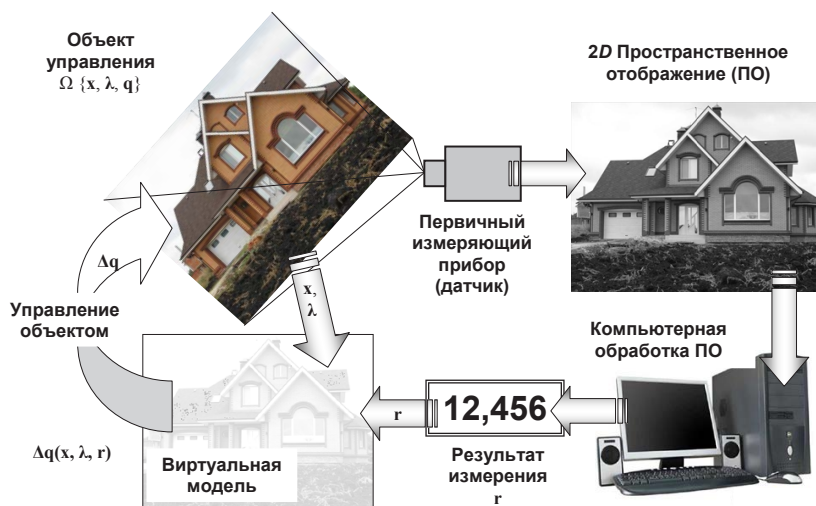 Объект
управления
Ω {x, λ, q}
2D Пространственное
отображение (ПО)
Первичный
измеряющий
прибор
(датчик)
Δq
x,
λ
Управление
объектом
Компьютерная
обработка ПО
12,456
r
Результат
измерения
r
Δq(x, λ, r)
Виртуальная
модель